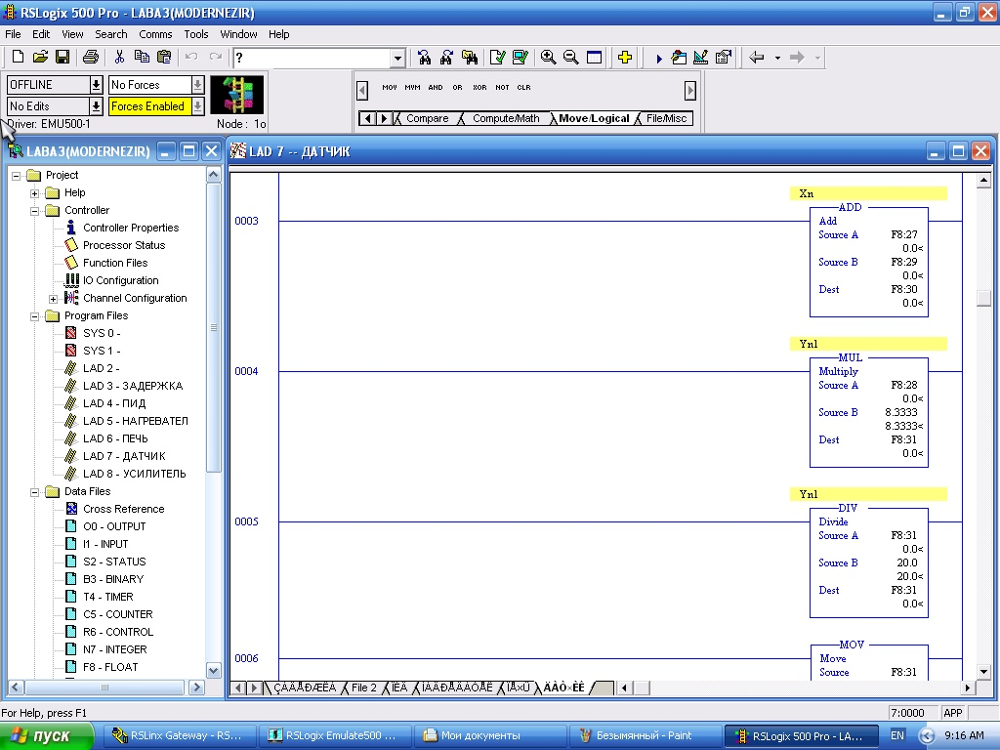 RSLogix 500 Pro - LABA3(MODERNEZIR)
File Edit View Search Comms Tools Window Help
?
OFFLINE No Forces
No Edits Forces Enabled
Driver: EMU500-1 Node : 1o
MOV MVM AND OR XOR NOT CLR
Compare Compute/Math Move/Logical File/Misc
LABA3(MODERNEZIR)
Project
Help
Controller
Controller Properties
Processor Status
Function Files
IO Configuration
Channel Configuration
Program Files
SYS 0 -
SYS 1 -
LAD 2 -
LAD 3 - ЗАДЕРЖКА
LAD 4 - ПИД
LAD 5 - НАГРЕВАТЕЛ
LAD 6 - ПЕЧЬ
LAD 7 - ДАТЧИК
LAD 8 - УСИЛИТЕЛЬ
Data Files
Cross Reference
O0 - OUTPUT
I1 - INPUT
S2 - STATUS
B3 - BINARY
T4 - TIMER
C5 - COUNTER
R6 - CONTROL
N7 - INTEGER
F8 - FLOAT
LAD 7 -- ДАТЧИК
Xn
ADD
0003
Add
Source A F8:27
0.0<
Source B F8:29
0.0<
Dest F8:30
0.0<
Yn1
MUL
0004
Multiply
Source A F8:28
0.0<
Source B 8.3333
8.3333<
Dest F8:31
0.0<
Yn1
DIV
0005
Divide
Source A F8:31
0.0<
Source B 20.0
20.0<
Dest F8:31
0.0<
MOV
0006
Move
Source F8:31
File 2 ÄÀÒ×ÈÊ
For Help, press F1 7:0000 APP
пуск RSLinx Gateway - RS... RSLogix Emulate500 ... Мои документы Безымянный - Paint RSLogix 500 Pro - LA... EN 9:16 AM